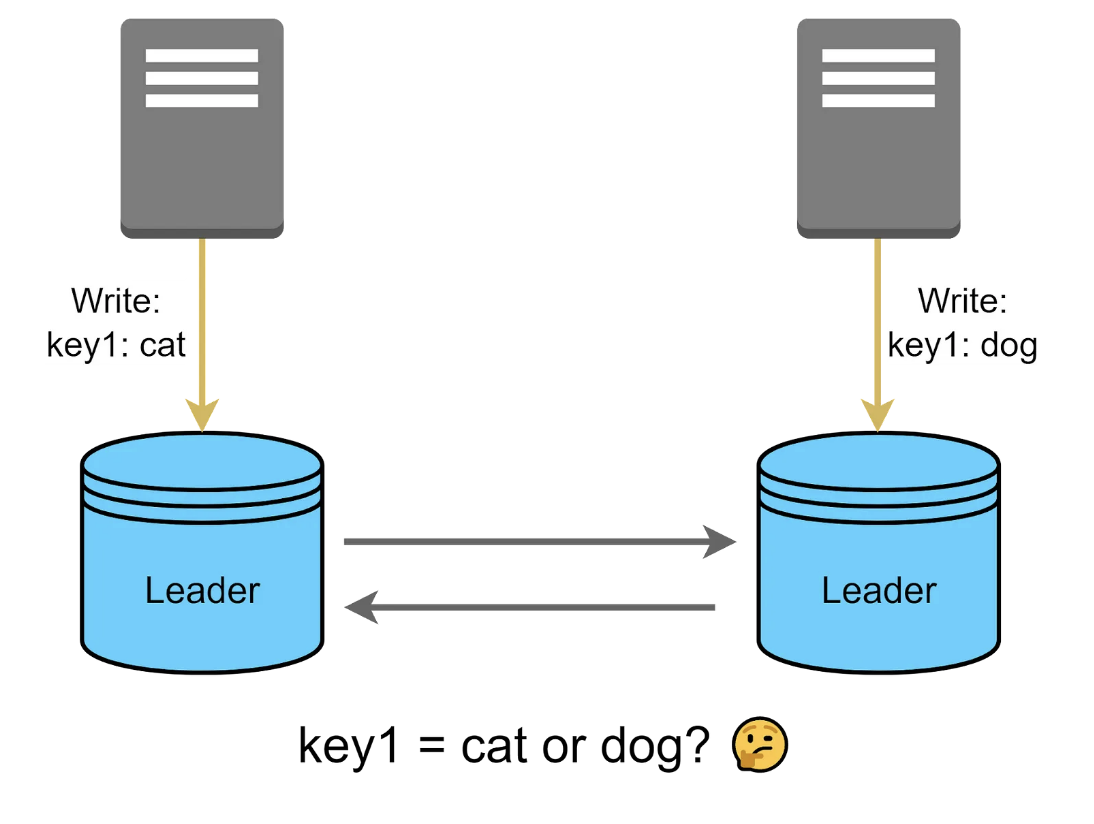 Write:
key1: cat
Write:
key1: dog
Leader
Leader
key1 = cat or dog? 🤔